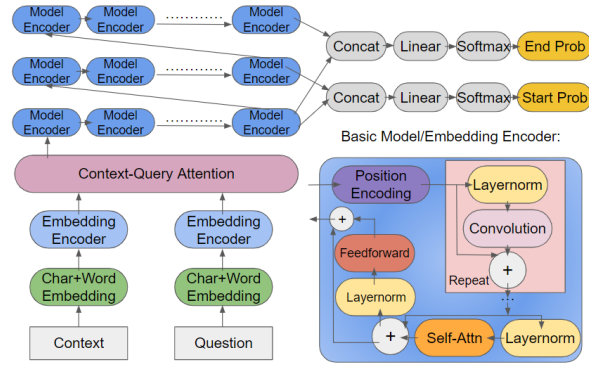 Model Encoder
Model Encoder
............
Model Encoder
Model Encoder
Model Encoder
............
Model Encoder
Model Encoder
Model Encoder
............
Model Encoder
Concat
Linear
Softmax
End Prob
Concat
Linear
Softmax
Start Prob
Context-Query Attention
Embedding
Encoder
Embedding
Encoder
Char+Word
Embedding
Char+Word
Embedding
Context
Question
Basic Model/Embedding Encoder:
Position
Encoding
Layernorm
Convolution
+
Repeat
...
Layernorm
Self-Attn
+
Layernorm
Feedforward
+